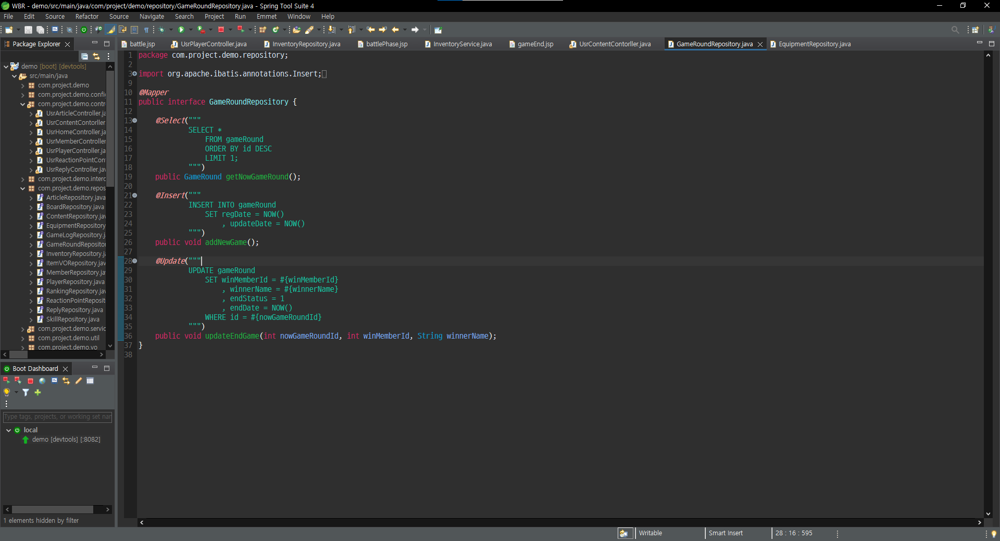 WBR - demo/src/main/java/com/project/demo/repository/GameRoundRepository.java - Spring Tool Suite 4
File Edit Source Refactor Source Navigate Search Project Run Emmet Window Help
Package Explorer
battle.jsp UsrPlayerController.java InventoryRepository.java battlePhase.jsp InventoryService.java gameEnd.jsp UsrContentContorller.java GameRoundRepository.java EquipmentRepository.java
demo [boot] [devtools]
src/main/java
com.project.demo
com.project.demo.confi
com.project.demo.contr
UsrArticleController.ja
UsrContentContorller
UsrHomeController.ja
UsrMemberController
UsrPlayerController.ja
UsrReactionPointCon
UsrReplyController.jav
com.project.demo.interc
com.project.demo.repos
ArticleRepository.java
BoardRepository.java
ContentRepository.jav
EquipmentRepository
GameLogRepository.j
GameRoundRepositor
InventoryRepository.ja
ItemVORepository.jav
MemberRepository.jav
PlayerRepository.java
RankingRepository.jav
ReactionPointReposit
ReplyRepository.java
SkillRepository.java
com.project.demo.servic
com.project.demo.util
com.project.demo.vo
1 package com.project.demo.repository;
2
3 import org.apache.ibatis.annotations.Insert;
9
10 @Mapper
11 public interface GameRoundRepository {
12
13 @Select("""
14 SELECT *
15 FROM gameRound
16 ORDER BY id DESC
17 LIMIT 1;
18 """)
19 public GameRound getNowGameRound();
20
21 @Insert("""
22 INSERT INTO gameRound
23 SET regDate = NOW()
24 , updateDate = NOW()
25 """)
26 public void addNewGame();
27
28 @Update("""
29 UPDATE gameRound
30 SET winMemberId = #{winMemberId}
31 , winnerName = #{winnerName}
32 , endStatus = 1
33 , endDate = NOW()
34 WHERE id = #{nowGameRoundId}
35 """)
36 public void updateEndGame(int nowGameRoundId, int winMemberId, String winnerName);
37 }
38
Boot Dashboard
Type tags, projects, or working set nar
local
demo [devtools] [:8082]
1 elements hidden by filter
Writable Smart Insert 28 : 16 : 595